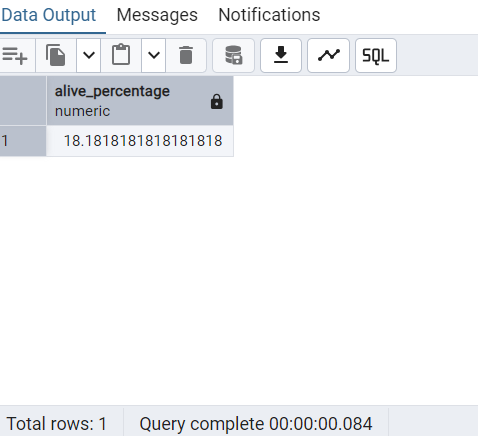 Data Output Messages Notifications
SQL
alive_percentage
numeric
1 18.1818181818181818
Total rows: 1 Query complete 00:00:00.084